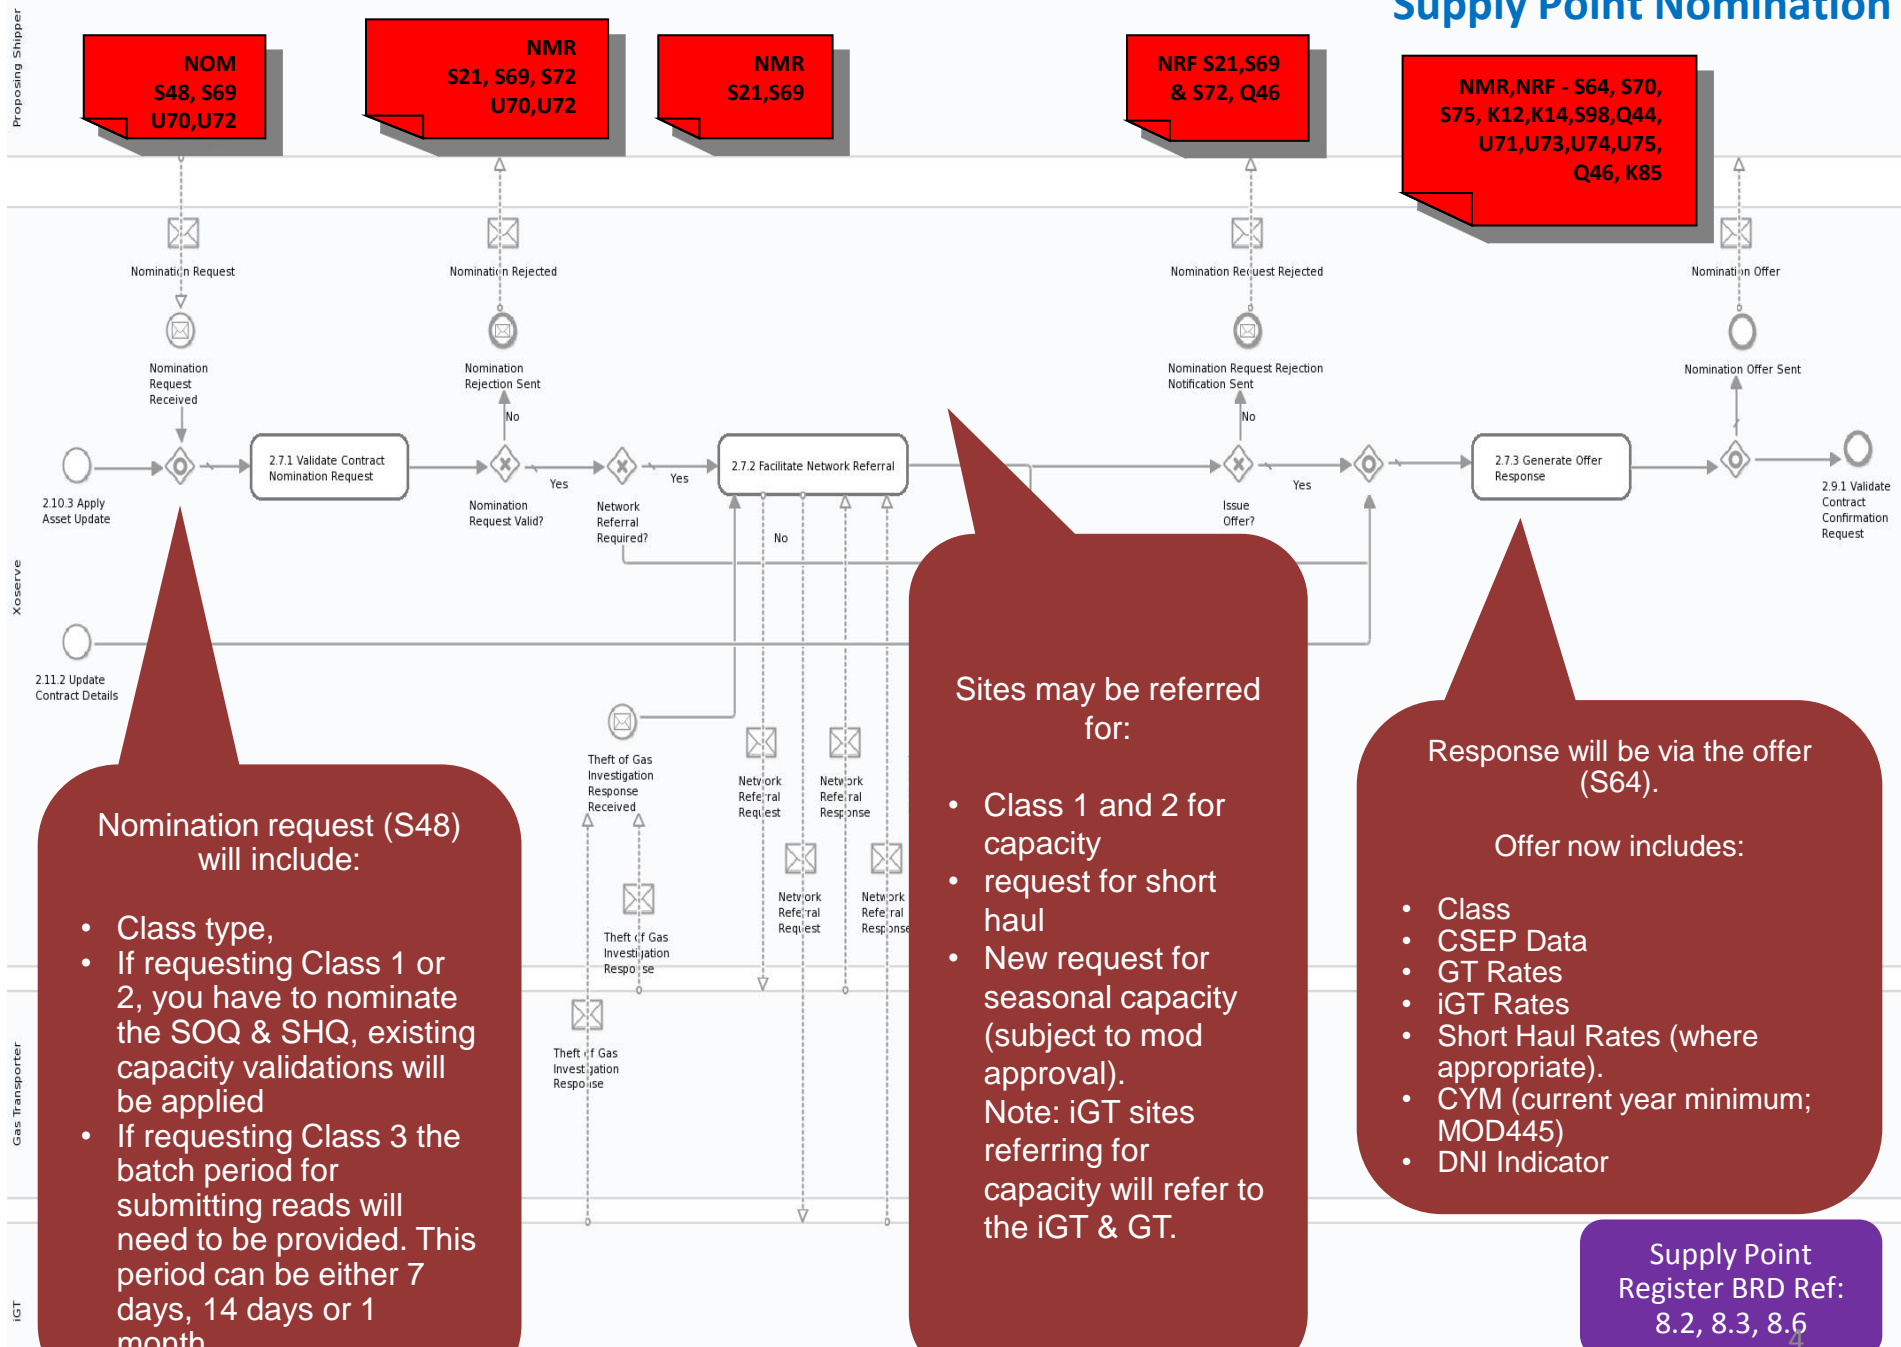 Supply Point Nomination
Proposing Shipper
NOM
S48, S69
U70,U72
NMR
S21, S69, S72
U70,U72
NMR
S21,S69
NRF S21,S69
& S72, Q46
NMR,NRF - S64, S70,
S75, K12,K14,S98,Q44,
U71,U73,U74,U75,
Q46, K85
Nomination Request
Nomination Rejected
Nomination Request Rejected
Nomination Offer
Nomination
Request
Received
Nomination
Rejection Sent
Nomination Request Rejection
Notification Sent
Nomination Offer Sent
No
No
2.10.3 Apply
Asset Update
2.7.1 Validate Contract
Nomination Request
Nomination
Request Valid?
Yes
Network
Referral
Required?
Yes
No
2.7.2 Facilitate Network Referral
Issue
Offer?
Yes
2.7.3 Generate Offer
Response
2.9.1 Validate
Contract
Confirmation
Request
Xoserve
2.11.2 Update
Contract Details
Theft of Gas
Investigation
Response
Received
Network
Referral
Request
Network
Referral
Response
Network
Referral
Request
Network
Referral
Response
Theft of Gas
Investigation
Response
Theft of Gas
Investigation
Response
Gas Transporter
iGT
Nomination request (S48)
will include:
• Class type,
• If requesting Class 1 or
2, you have to nominate
the SOQ & SHQ, existing
capacity validations will
be applied
• If requesting Class 3 the
batch period for
submitting reads will
need to be provided. This
period can be either 7
days, 14 days or 1
month
Sites may be referred
for:
• Class 1 and 2 for
capacity
• request for short
haul
• New request for
seasonal capacity
(subject to mod
approval).
Note: iGT sites
referring for
capacity will refer to
the iGT & GT.
Response will be via the offer
(S64).
Offer now includes:
• Class
• CSEP Data
• GT Rates
• iGT Rates
• Short Haul Rates (where
appropriate).
• CYM (current year minimum;
MOD445)
• DNI Indicator
Supply Point
Register BRD Ref:
8.2, 8.3, 8.6
4